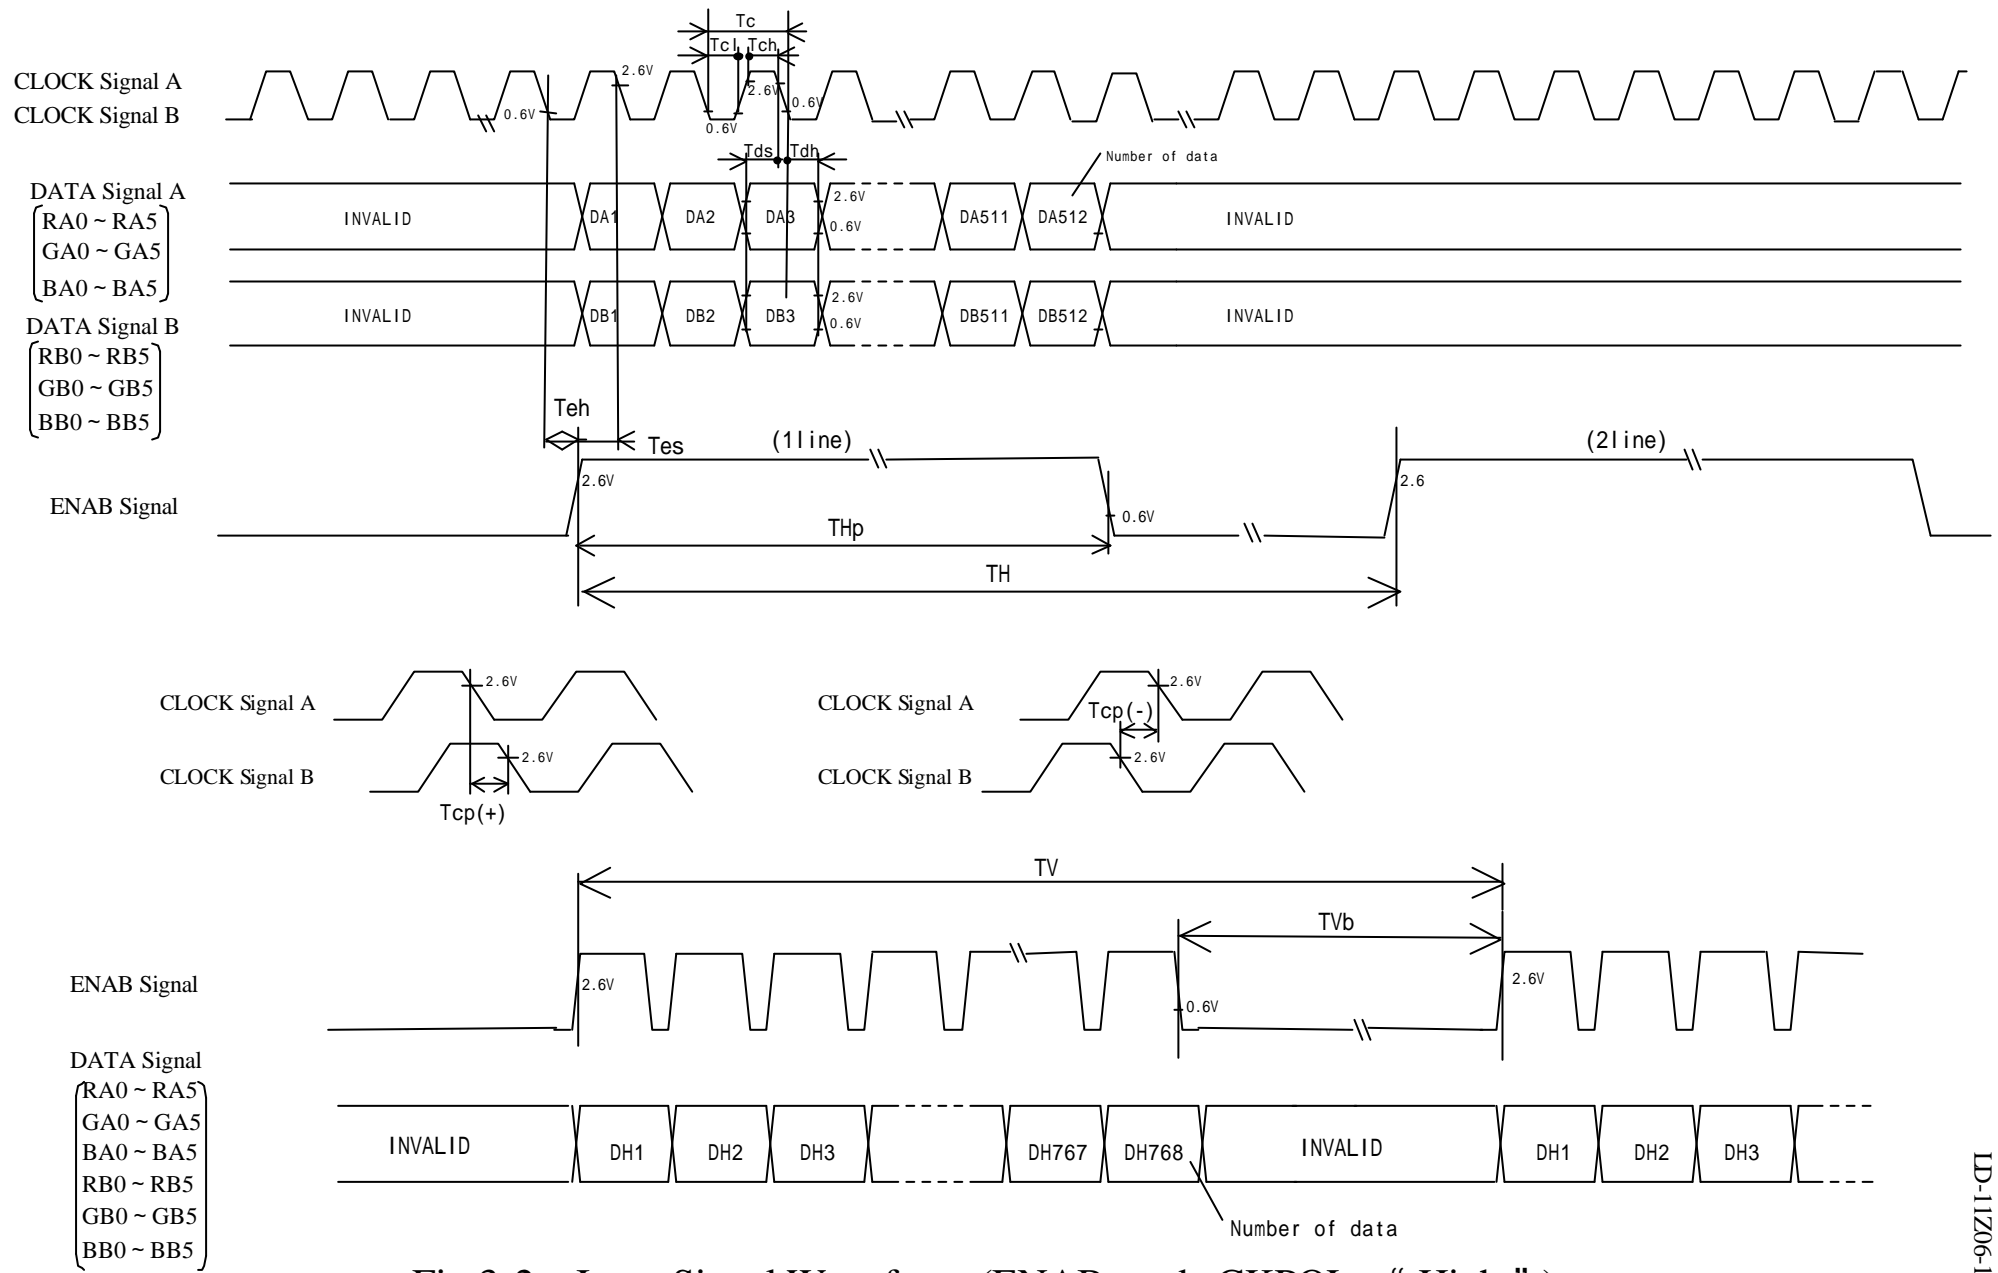 Tc
Tcl Tch
CLOCK Signal A
CLOCK Signal B
2.6V
0.6V
2.6V
0.6V
0.6V
Tds Tdh
Number of data
DATA Signal A
RA0 ~ RA5
GA0 ~ GA5
BA0 ~ BA5
INVALID DA1 DA2 DA3 2.6V 0.6V DA511 DA512 INVALID
DATA Signal B
RB0 ~ RB5
GB0 ~ GB5
BB0 ~ BB5
INVALID DB1 DB2 DB3 2.6V 0.6V DB511 DB512 INVALID
Teh
Tes
(1line)
(2line)
ENAB Signal
2.6V
0.6V
2.6
THp
TH
CLOCK Signal A
2.6V
CLOCK Signal B
2.6V
Tcp(+)
CLOCK Signal A
2.6V
Tcp(-)
CLOCK Signal B
2.6V
TV
TVb
ENAB Signal
2.6V
0.6V
2.6V
DATA Signal
RA0 ~ RA5
GA0 ~ GA5
BA0 ~ BA5
RB0 ~ RB5
GB0 ~ GB5
BB0 ~ BB5
INVALID DH1 DH2 DH3 DH767 DH768 INVALID DH1 DH2 DH3
Number of data
LD-11Z06-1